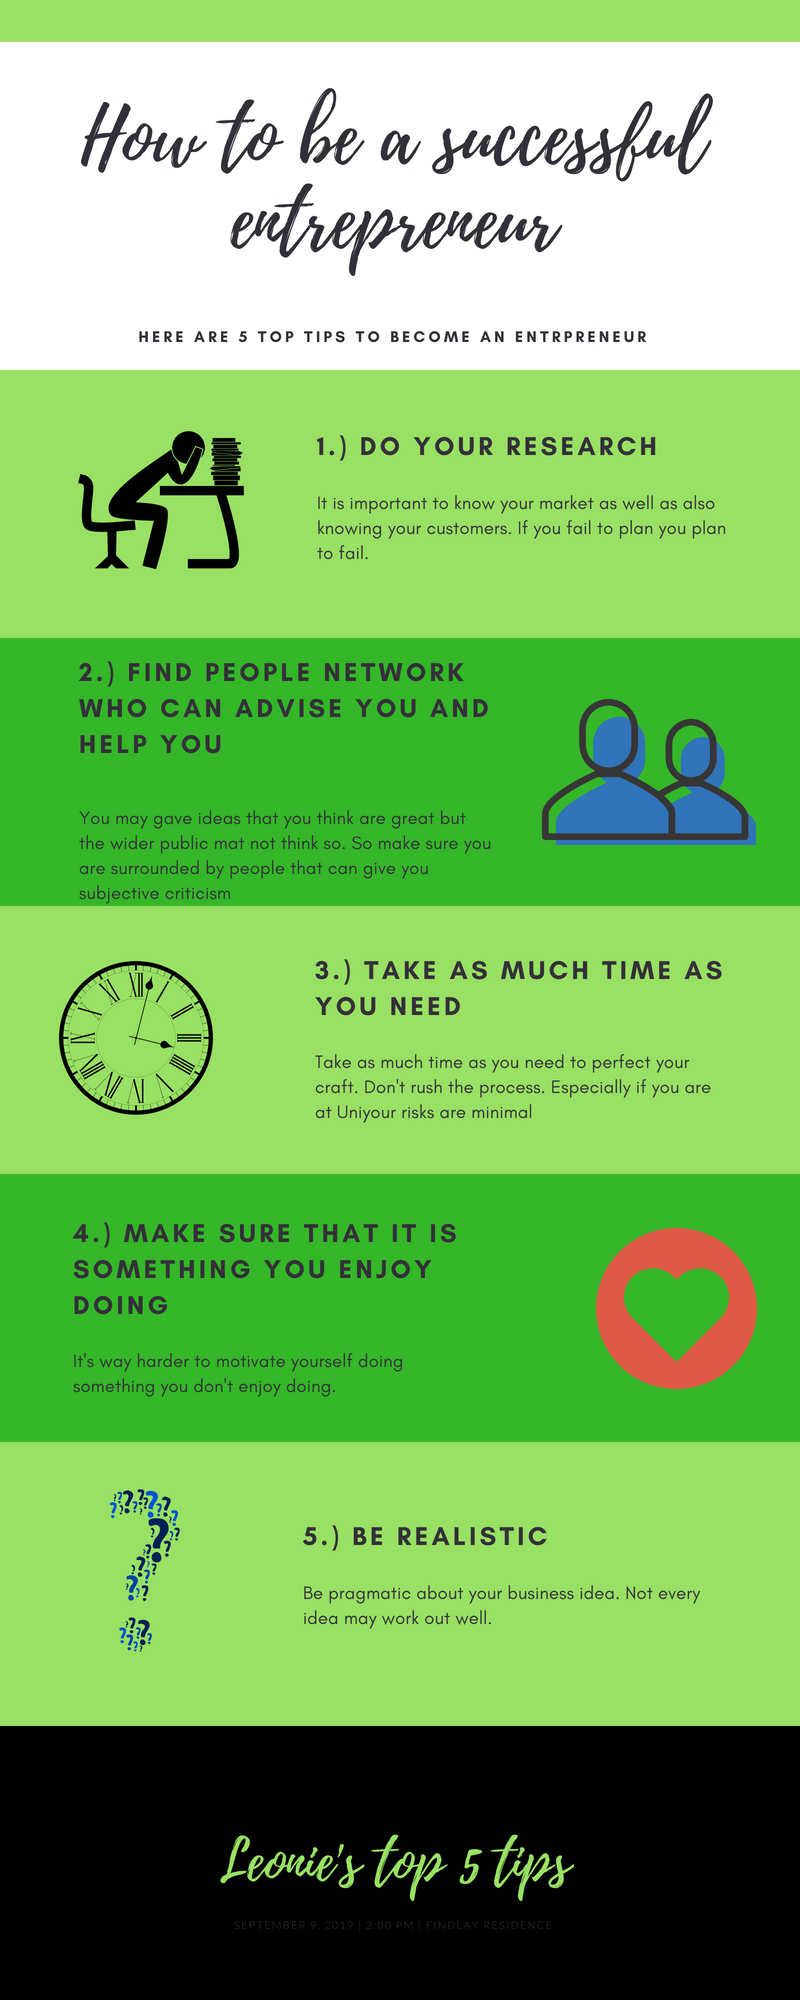 How to be a successful
entrepreneur
HERE ARE 5 TOP TIPS TO BECOME AN ENTRPRENEUR
1.) DO YOUR RESEARCH
It is important to know your market as well as also
knowing your customers. If you fail to plan you plan
to fail.
2.) FIND PEOPLE NETWORK
WHO CAN ADVISE YOU AND
HELP YOU
You may gave ideas that you think are great but
the wider public mat not think so. So make sure you
are surrounded by people that can give you
subjective criticism
3.) TAKE AS MUCH TIME AS
YOU NEED
Take as much time as you need to perfect your
craft. Don't rush the process. Especially if you are
at Uniyour risks are minimal
4.) MAKE SURE THAT IT IS
SOMETHING YOU ENJOY
DOING
It's way harder to motivate yourself doing
something you don't enjoy doing.
5.) BE REALISTIC
Be pragmatic about your business idea. Not every
idea may work out well.
Leonie's top 5 tips
SEPTEMBER 9, 2019 | 2:00 PM | FINDLAY RESIDENCE